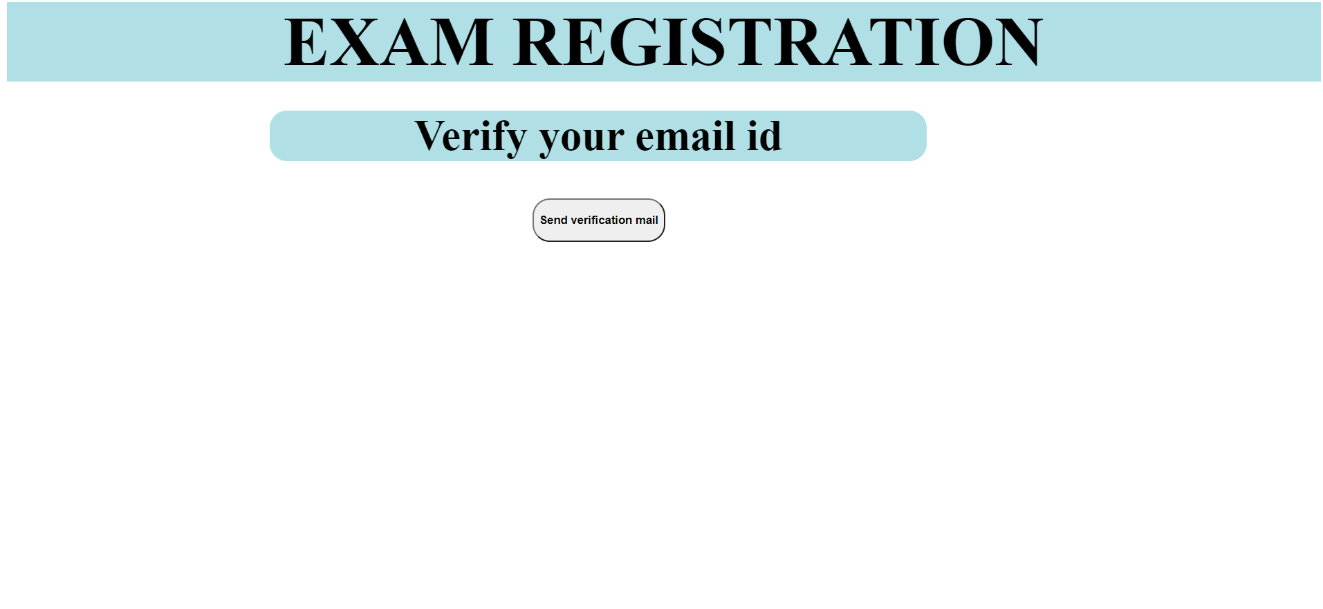 EXAM REGISTRATION
Verify your email id
Send verification mail